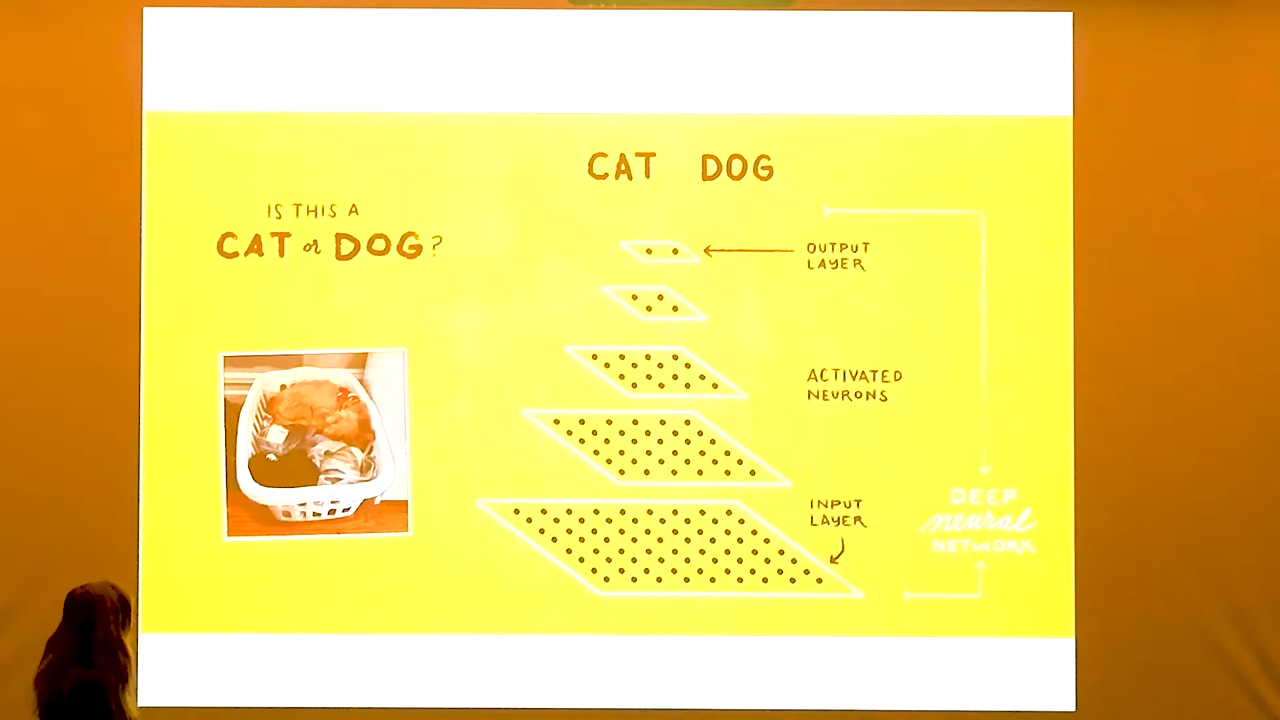 CAT DOG
IS THIS A
CAT or DOG?
OUTPUT
LAYER
ACTIVATED
NEURONS
INPUT
LAYER
DEEP
neural
NETWORK